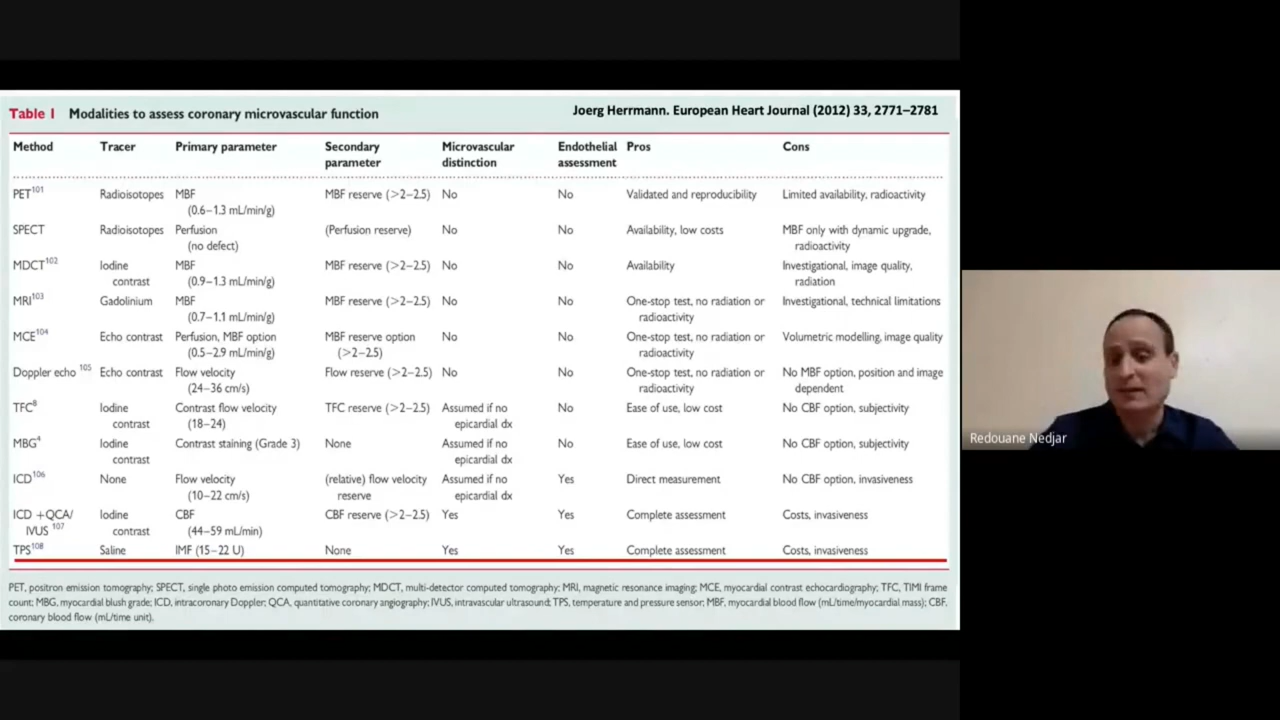 Table 1 Modalities to assess coronary microvascular function
Joerg Herrmann. European Heart Journal (2012) 33, 2771–2781
Method Tracer Primary parameter Secondary parameter Microvascular distinction Endothelial assessment Pros Cons
PET101 Radioisotopes MBF (0.6–1.3 mL/min/g) MBF reserve (>2–2.5) No No Validated and reproducibility Limited availability, radioactivity
SPECT Radioisotopes Perfusion (no defect) (Perfusion reserve) No No Availability, low costs MBF only with dynamic upgrade, radioactivity
MDCT102 Iodine contrast MBF (0.9–1.3 mL/min/g) MBF reserve (>2–2.5) No No Availability Investigational, image quality, radiation
MRI103 Gadolinium MBF (0.7–1.1 mL/min/g) MBF reserve (>2–2.5) No No One-stop test, no radiation or radioactivity Investigational, technical limitations
MCE104 Echo contrast Perfusion, MBF option (0.5–2.9 mL/min/g) MBF reserve option (>2–2.5) No No One-stop test, no radiation or radioactivity Volumetric modelling, image quality
Doppler echo 105 Echo contrast Flow velocity (24–36 cm/s) Flow reserve (>2–2.5) No No One-stop test, no radiation or radioactivity No MBF option, position and image dependent
TFC8 Iodine contrast Contrast flow velocity (18–24) TFC reserve (>2–2.5) Assumed if no epicardial dx No Ease of use, low cost No CBF option, subjectivity
MBG4 Iodine contrast Contrast staining (Grade 3) None Assumed if no epicardial dx No Ease of use, low cost No CBF option, subjectivity
ICD106 None Flow velocity (10–22 cm/s) (relative) flow velocity reserve Assumed if no epicardial dx Yes Direct measurement No CBF option, invasiveness
ICD +QCA/ IVUS 107 Iodine contrast CBF (44–59 mL/min) CBF reserve (>2–2.5) Yes Yes Complete assessment Costs, invasiveness
TPS108 Saline IMF (15–22 U) None Yes Yes Complete assessment Costs, invasiveness
PET, positron emission tomography; SPECT, single photo emission computed tomography; MDCT, multi-detector computed tomography; MRI, magnetic resonance imaging; MCE, myocardial contrast echocardiography; TFC, TIMI frame
count; MBG, myocardial blush grade; ICD, intracoronary Doppler; QCA, quantitative coronary angiography; IVUS, intravascular ultrasound; TPS, temperature and pressure sensor; MBF, myocardial blood flow (mL/time/myocardial mass); CBF,
coronary blood flow (mL/time unit).
Redouane Nedjar